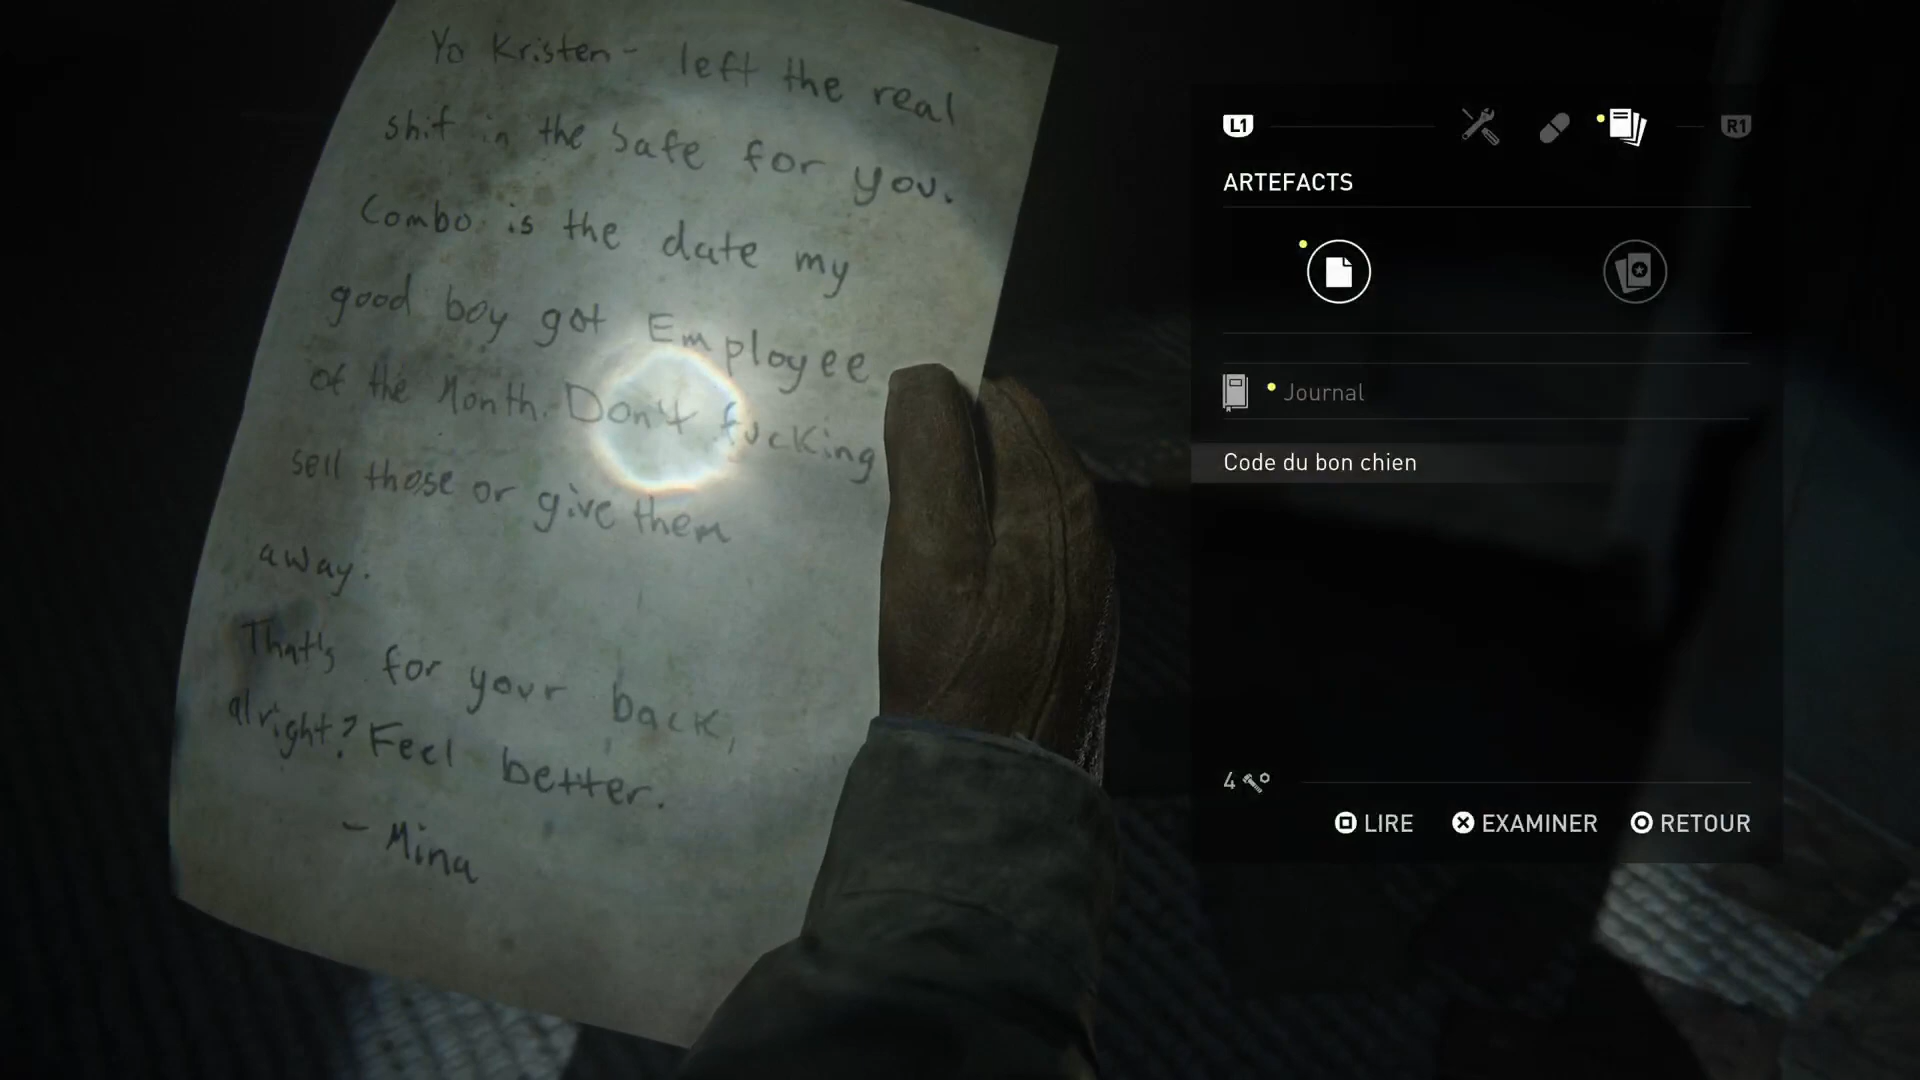 Yo Kristen- left the real
shit in the safe for you.
Combo is the date my
good boy got Employee
of the Month. Don't fucking
sell those or give them
away.
That's for your back,
alright? Feel better.
- Mina
L1
R1
ARTEFACTS
Journal
Code du bon chien
4
LIRE EXAMINER RETOUR